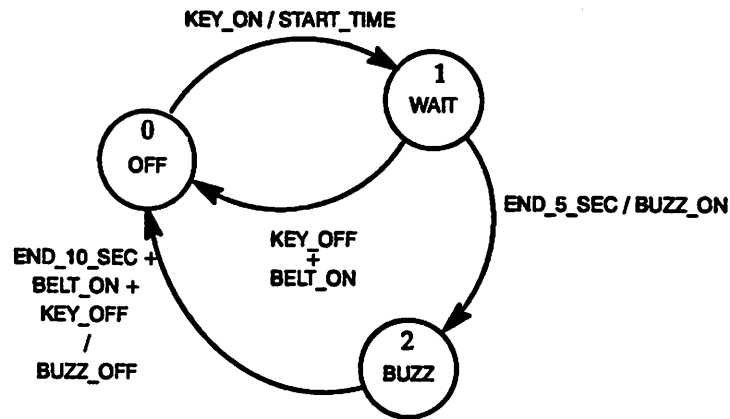 KEY_ON / START_TIME
1
WAIT
0
OFF
END_5_SEC / BUZZ_ON
KEY_OFF
+
BELT_ON
END_10_SEC +
BELT_ON +
KEY_OFF
/
BUZZ_OFF
2
BUZZ